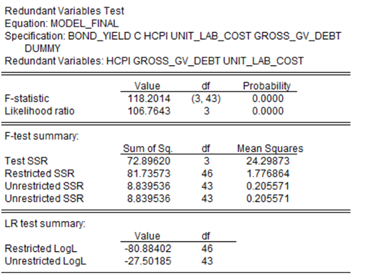 Redundant Variables Test
Equation: MODEL_FINAL
Specification: BOND_YIELD C HCPI UNIT_LAB_COST GROSS_GV_DEBT
DUMMY
Redundant Variables: HCPI GROSS_GV_DEBT UNIT_LAB_COST
Value df Probability
F-statistic 118.2014 (3, 43) 0.0000
Likelihood ratio 106.7643 3 0.0000
F-test summary:
Sum of Sq. df Mean Squares
Test SSR 72.89620 3 24.29873
Restricted SSR 81.73573 46 1.776864
Unrestricted SSR 8.839536 43 0.205571
Unrestricted SSR 8.839536 43 0.205571
LR test summary:
Value df
Restricted LogL -80.88402 46
Unrestricted LogL -27.50185 43